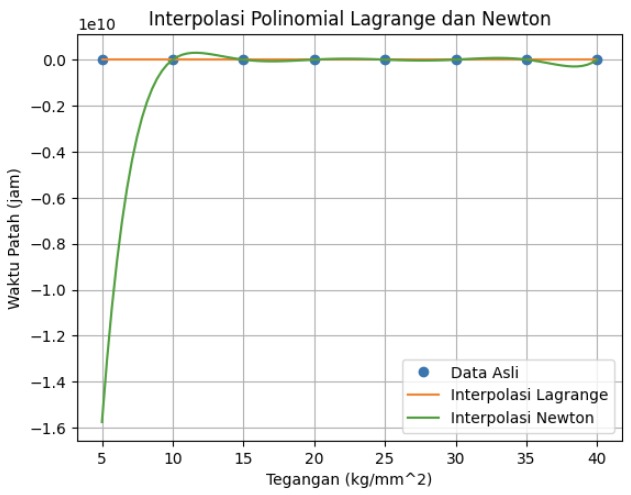 Interpolasi Polinomial Lagrange dan Newton
1e10
0.0
−0.2
−0.4
−0.6
−0.8
−1.0
−1.2
−1.4
−1.6
Waktu Patah (jam)
Data Asli
Interpolasi Lagrange
Interpolasi Newton
5 10 15 20 25 30 35 40
Tegangan (kg/mm^2)